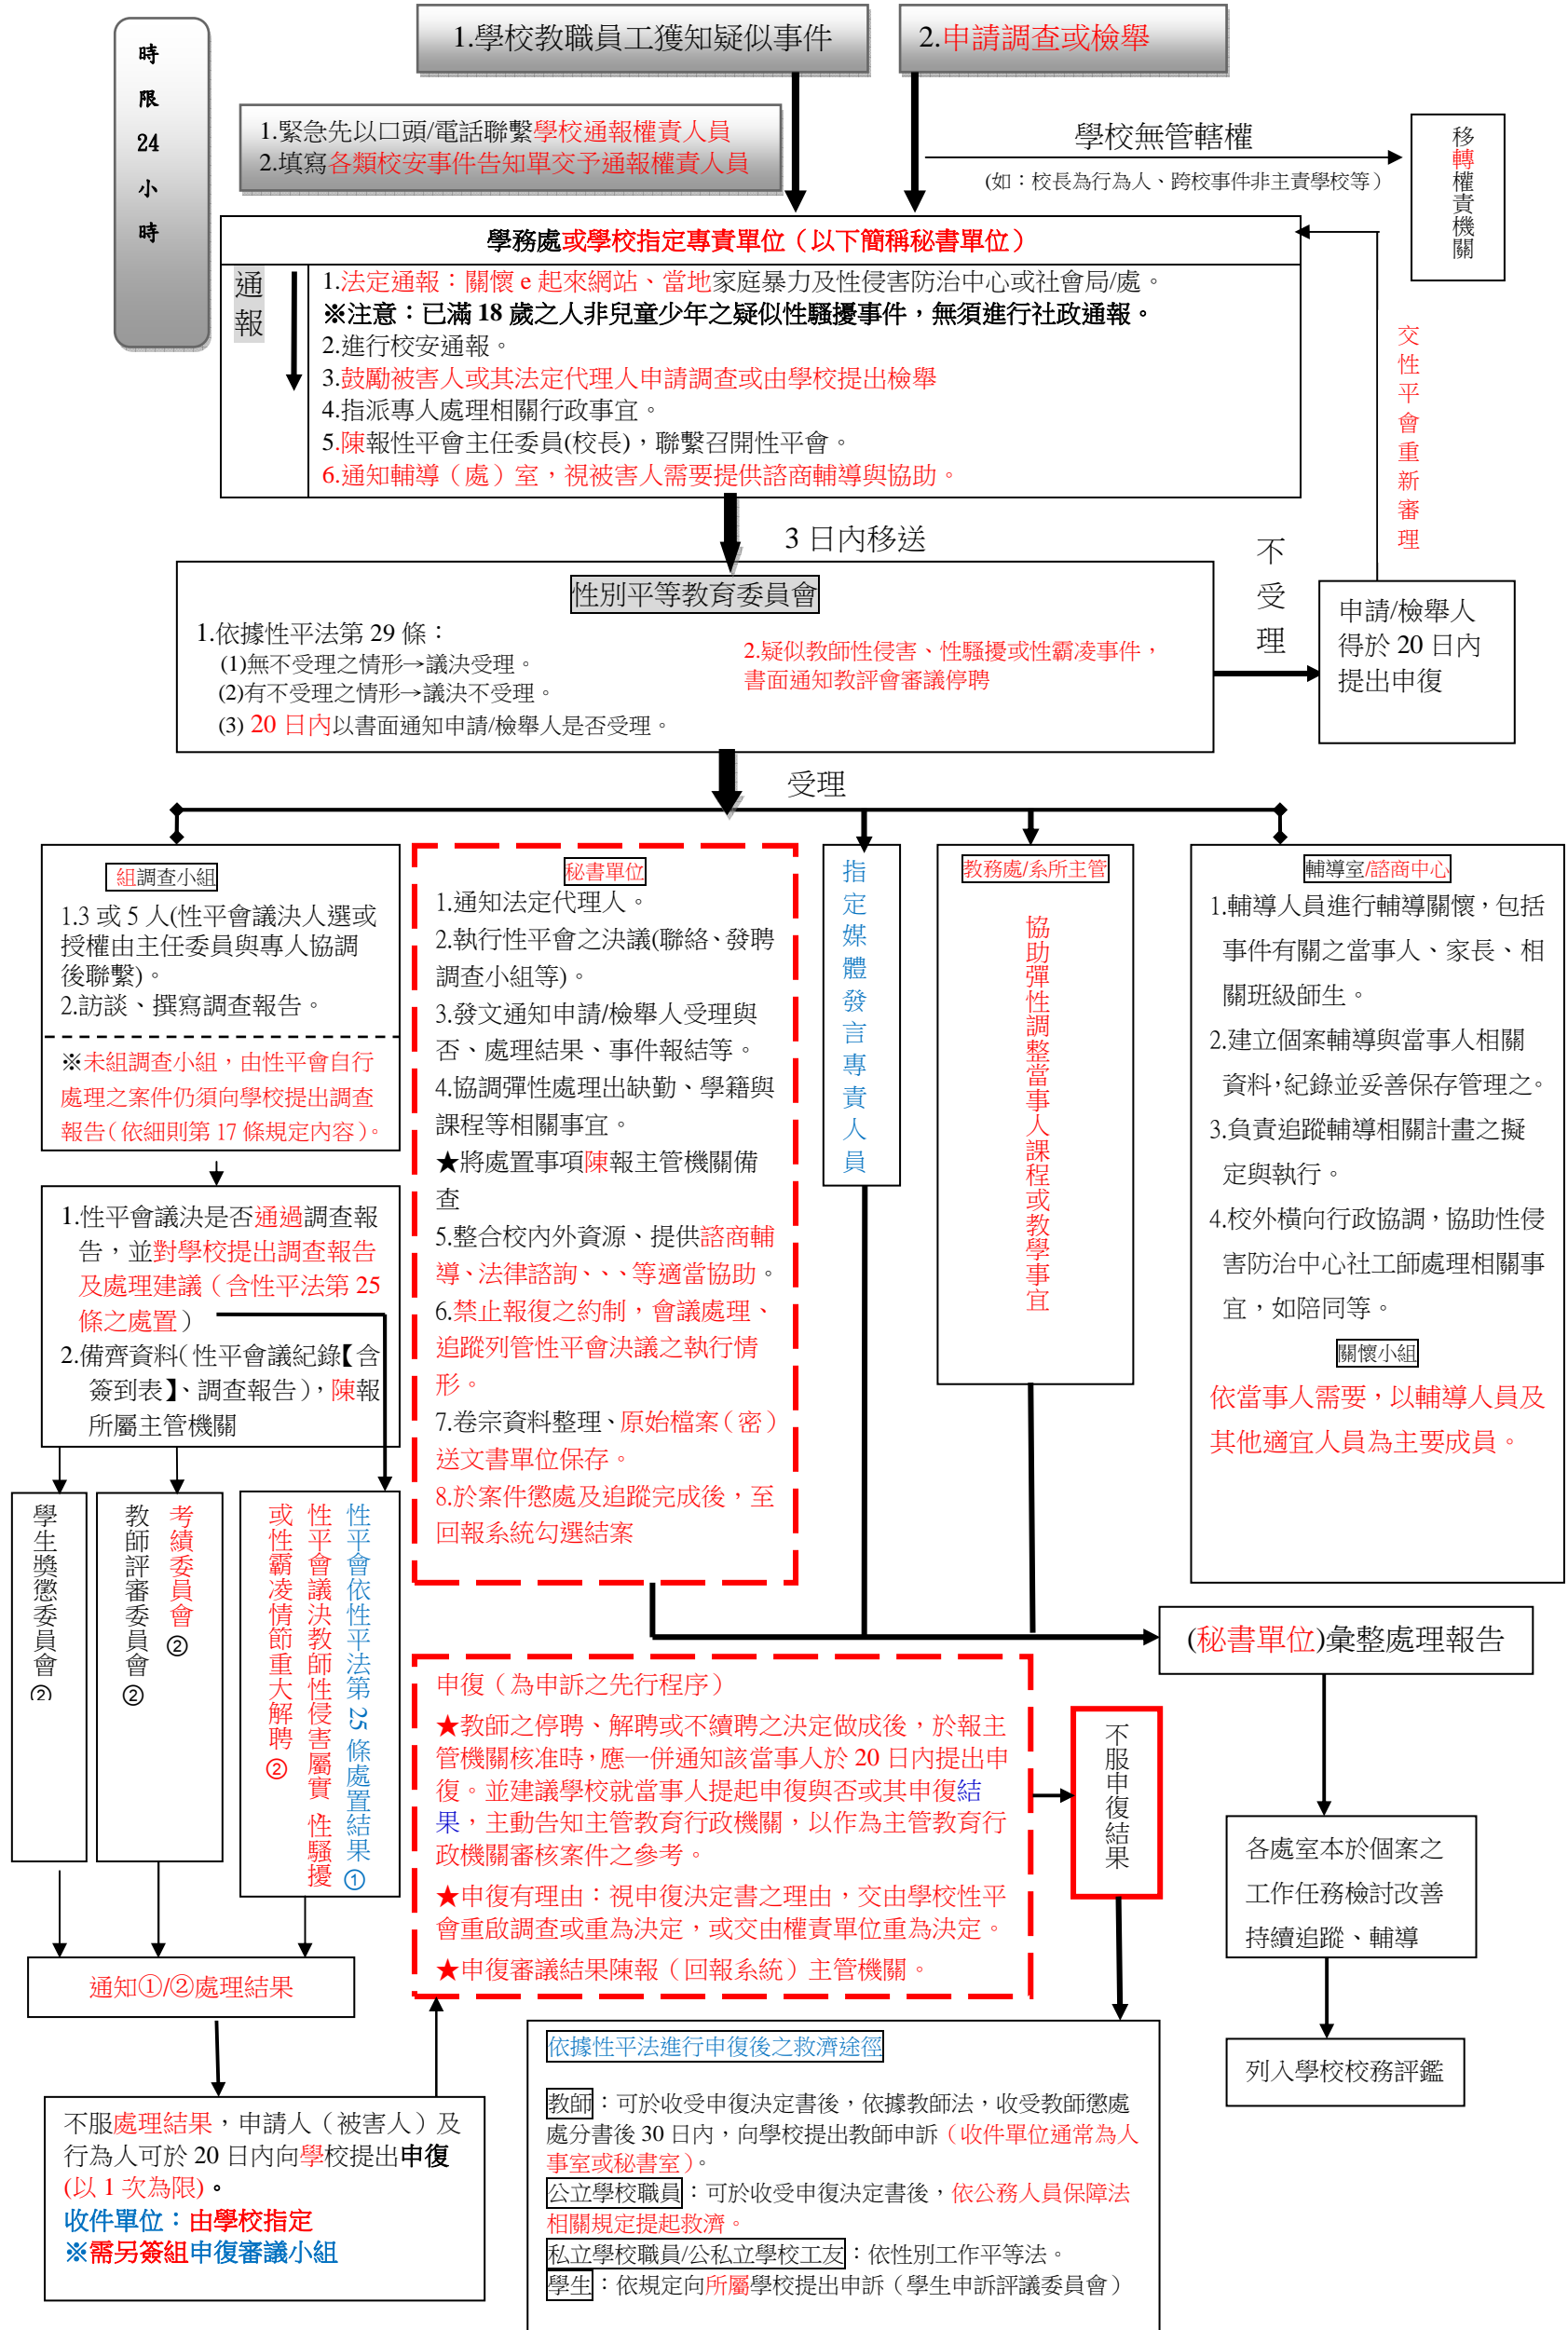 時
限
24
小
時
1.學校教職員工獲知疑似事件
2.申請調查或檢舉
1.緊急先以口頭/電話聯繫學校通報權責人員
2.填寫各類校安事件告知單交予通報權責人員
學校無管轄權
(如：校長為行為人、跨校事件非主責學校等）
移轉權責機關
學務處或學校指定專責單位（以下簡稱秘書單位）
通報
1.法定通報：關懷 e 起來網站、當地家庭暴力及性侵害防治中心或社會局/處。
※注意：已滿 18 歲之人非兒童少年之疑似性騷擾事件，無須進行社政通報。
2.進行校安通報。
3.鼓勵被害人或其法定代理人申請調查或由學校提出檢舉
4.指派專人處理相關行政事宜。
5.陳報性平會主任委員(校長)，聯繫召開性平會。
6.通知輔導（處）室，視被害人需要提供諮商輔導與協助。
交性平會重新審理
3 日內移送
性別平等教育委員會
1.依據性平法第 29 條：
(1)無不受理之情形→議決受理。
(2)有不受理之情形→議決不受理。
(3) 20 日內以書面通知申請/檢舉人是否受理。
2.疑似教師性侵害、性騷擾或性霸凌事件，
書面通知教評會審議停聘
不受理
申請/檢舉人
得於 20 日內
提出申復
受理
組調查小組
1.3 或 5 人(性平會議決人選或
授權由主任委員與專人協調
後聯繫)。
2.訪談、撰寫調查報告。
※未組調查小組，由性平會自行
處理之案件仍須向學校提出調查
報告（依細則第 17 條規定內容）。
秘書單位
1.通知法定代理人。
2.執行性平會之決議(聯絡、發聘
調查小組等)。
3.發文通知申請/檢舉人受理與
否、處理結果、事件報結等。
4.協調彈性處理出缺勤、學籍與
課程等相關事宜。
★將處置事項陳報主管機關備
查
5.整合校內外資源、提供諮商輔
導、法律諮詢、、、等適當協助。
6.禁止報復之約制，會議處理、
追蹤列管性平會決議之執行情
形。
7.卷宗資料整理、原始檔案（密）
送文書單位保存。
8.於案件懲處及追蹤完成後，至
回報系統勾選結案
指定媒體發言專責人員
教務處/系所主管
協助彈性調整當事人課程或教學事宜
輔導室/諮商中心
1.輔導人員進行輔導關懷，包括
事件有關之當事人、家長、相
關班級師生。
2.建立個案輔導與當事人相關
資料，紀錄並妥善保存管理之。
3.負責追蹤輔導相關計畫之擬
定與執行。
4.校外橫向行政協調，協助性侵
害防治中心社工師處理相關事
宜，如陪同等。
關懷小組
依當事人需要，以輔導人員及
其他適宜人員為主要成員。
1.性平會議決是否通過調查報
告，並對學校提出調查報告
及處理建議（含性平法第 25
條之處置）
2.備齊資料（性平會議紀錄【含
簽到表】、調查報告），陳報
所屬主管機關
學生獎懲委員會②
考績委員會②
教師評審委員會②
性平會依性平法第 25 條處置結果①
性平會議決教師性侵害屬實、性騷擾
或性霸凌情節重大解聘②
(秘書單位)彙整處理報告
申復（為申訴之先行程序）
★教師之停聘、解聘或不續聘之決定做成後，於報主
管機關核准時，應一併通知該當事人於 20 日內提出申
復。並建議學校就當事人提起申復與否或其申復結
果，主動告知主管教育行政機關，以作為主管教育行
政機關審核案件之參考。
★申復有理由：視申復決定書之理由，交由學校性平
會重啟調查或重為決定，或交由權責單位重為決定。
★申復審議結果陳報（回報系統）主管機關。
不服申復結果
各處室本於個案之
工作任務檢討改善
持續追蹤、輔導
通知①/②處理結果
列入學校校務評鑑
不服處理結果，申請人（被害人）及
行為人可於 20 日內向學校提出申復
(以 1 次為限)。
收件單位：由學校指定
※需另簽組申復審議小組
依據性平法進行申復後之救濟途徑
教師：可於收受申復決定書後，依據教師法，收受教師懲處
處分書後 30 日內，向學校提出教師申訴（收件單位通常為人
事室或秘書室）。
公立學校職員：可於收受申復決定書後，依公務人員保障法
相關規定提起救濟。
私立學校職員/公私立學校工友：依性別工作平等法。
學生：依規定向所屬學校提出申訴（學生申訴評議委員會）